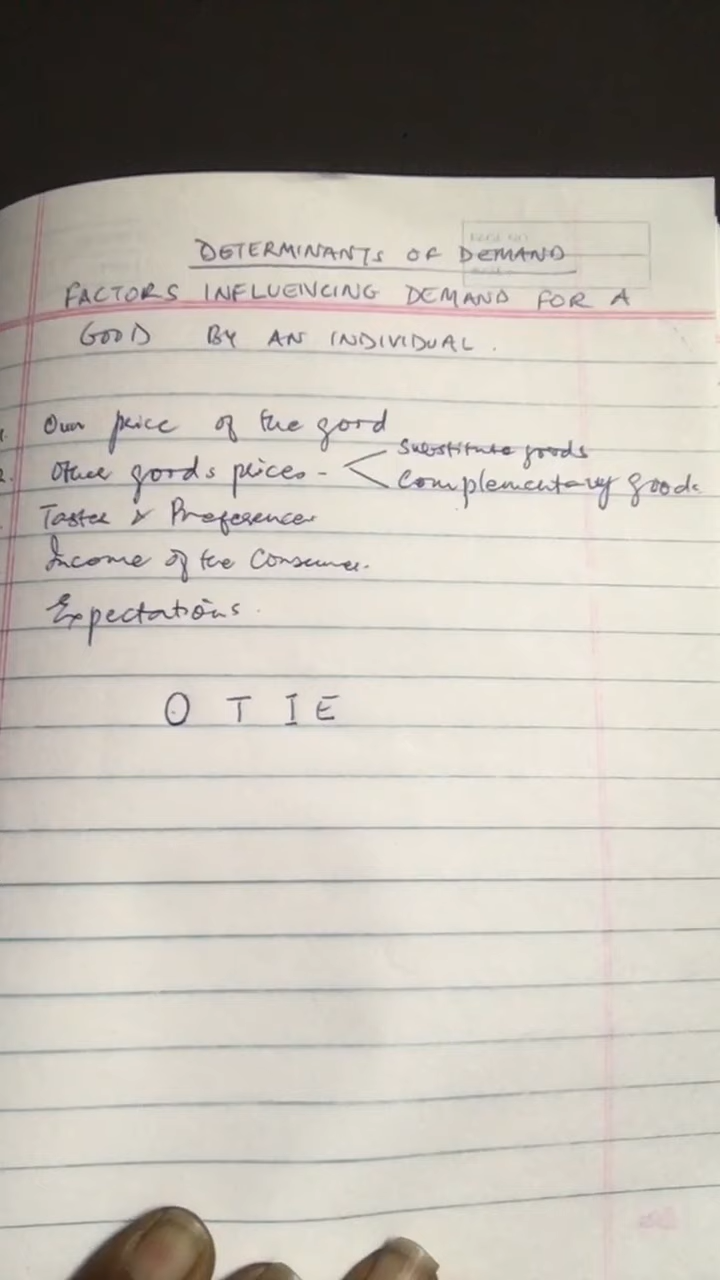 DETERMINANTS OF DEMAND
FACTORS INFLUENCING DEMAND FOR A
GOOD BY AN INDIVIDUAL.
1. Own price of the good
2. Other goods prices - < Substitute goods
Complementary goods
Tastes & Preferences
Income of the Consumer.
Expectations.
O T I E